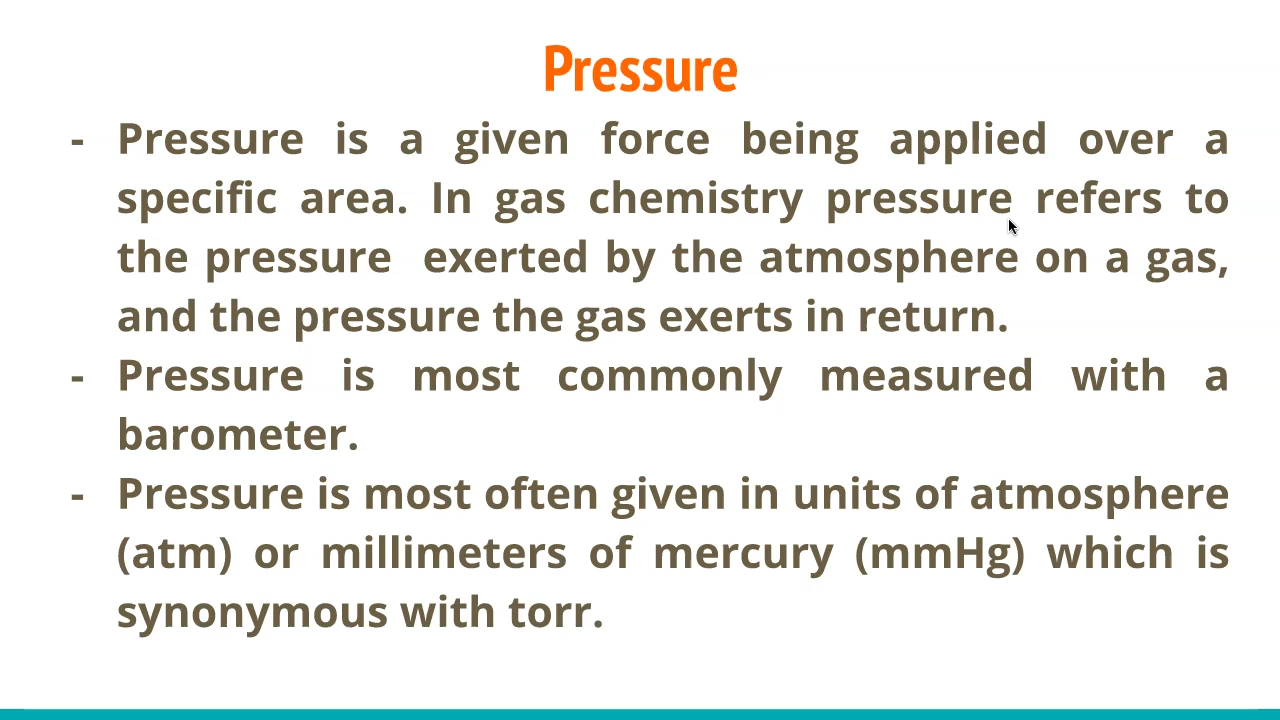 Pressure
- Pressure is a given force being applied over a
specific area. In gas chemistry pressure refers to
the pressure  exerted by the atmosphere on a gas,
and the pressure the gas exerts in return.
- Pressure is most commonly measured with a
barometer.
- Pressure is most often given in units of atmosphere
(atm) or millimeters of mercury (mmHg) which is
synonymous with torr.